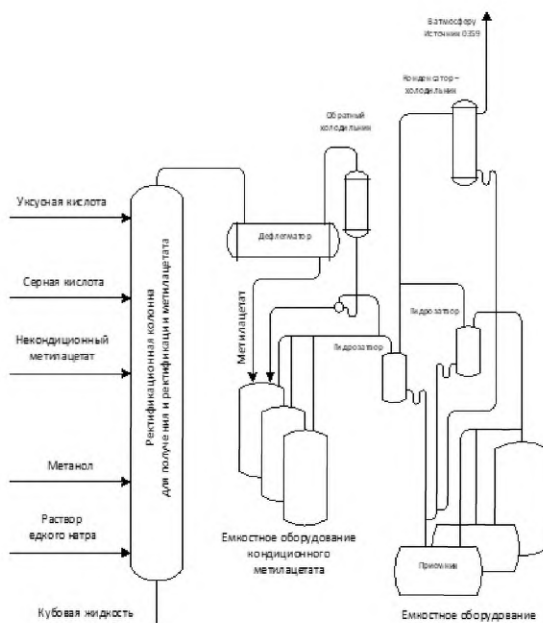 В атмосферу
Источник 0359
Конденсатор –
холодильник
Обратный
холодильник
Уксусная кислота
Дефлегматор
Серная кислота
Метилацетат
Гидрозатвор
Некондиционный
метилацетат
Гидрозатвор
Ректификационная колонна
для получения и ректификации метилацетата
Метанол
Раствор
едкого натра
Емкостное оборудование
кондиционного
метилацетата
Приемник
Кубовая жидкость
Емкостное оборудование